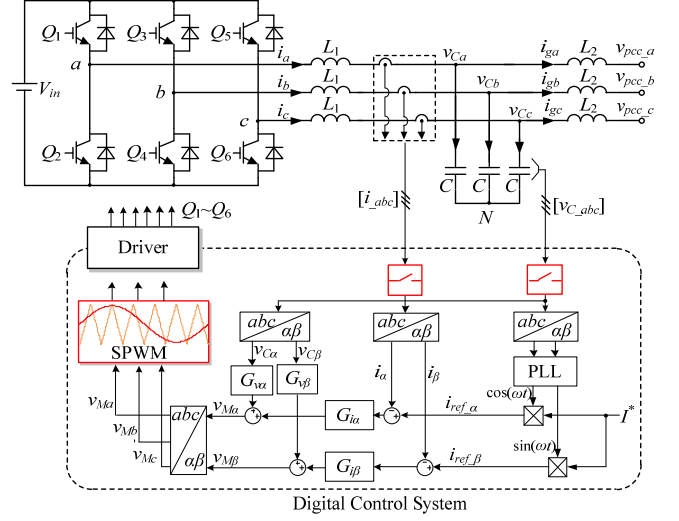 Q1 Q3 Q5
ia L1 vCa iga L2 vpcc_a
a
Vin
ib L1 vCb igb L2 vpcc_b
b
ic L1 vCc igc L2 vpcc_c
c
Q2 Q4 Q6
C C C
[i_abc] N [vC_abc]
Q1~Q6
Driver
SPWM
abc αβ abc αβ abc αβ
vCα vCβ iα iβ PLL
Gvα Gvβ cos(ωt)
vMa vMα Giα iref_α I*
vMb abc sin(ωt)
vMc αβ vMβ Giβ iref_β
Digital Control System